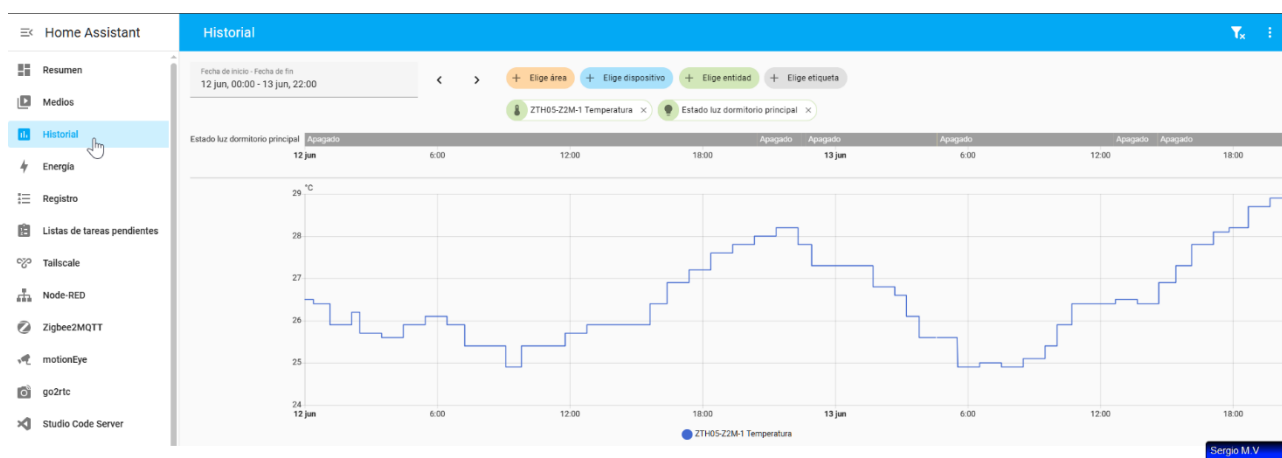 Home Assistant
Historial
Resumen
Medios
Historial
Energía
Registro
Listas de tareas pendientes
Tailscale
Node-RED
Zigbee2MQTT
motionEye
go2rtc
Studio Code Server
Fecha de inicio - Fecha de fin
12 jun, 00:00 - 13 jun, 22:00
+ Elige área + Elige dispositivo + Elige entidad + Elige etiqueta
ZTH05-Z2M-1 Temperatura × Estado luz dormitorio principal ×
Estado luz dormitorio principal Apagado Apagado Apagado Apagado Apagado Apagado
12 jun 6:00 12:00 18:00 13 jun 6:00 12:00 18:00
°C
29
28
27
26
25
24
12 jun 6:00 12:00 18:00 13 jun 6:00 12:00 18:00
ZTH05-Z2M-1 Temperatura
Sergio M.V